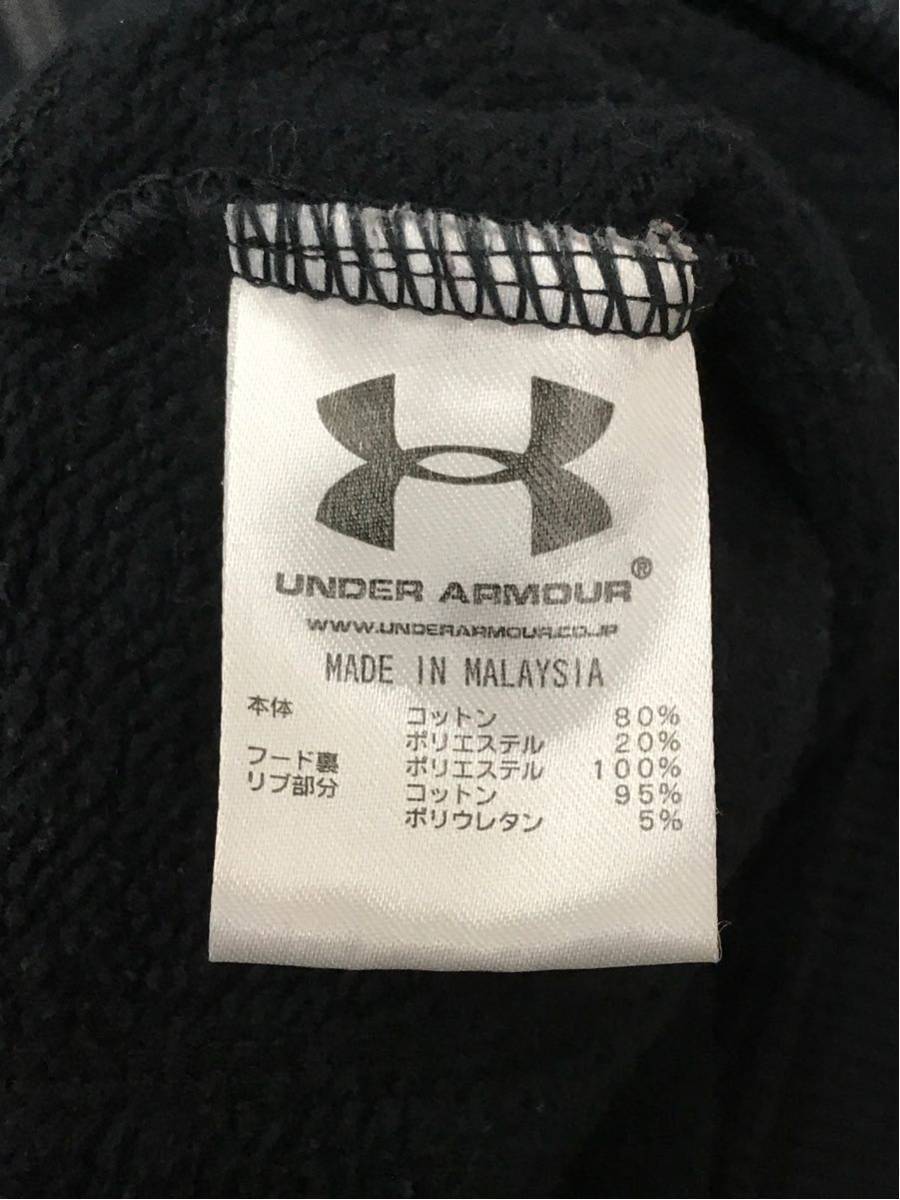 UNDER ARMOUR®
WWW.UNDERARMOUR.CO.JP
MADE IN MALAYSIA
本体 コットン 80%
ポリエステル 20%
フード裏 ポリエステル 100%
リブ部分 コットン 95%
ポリウレタン 5%